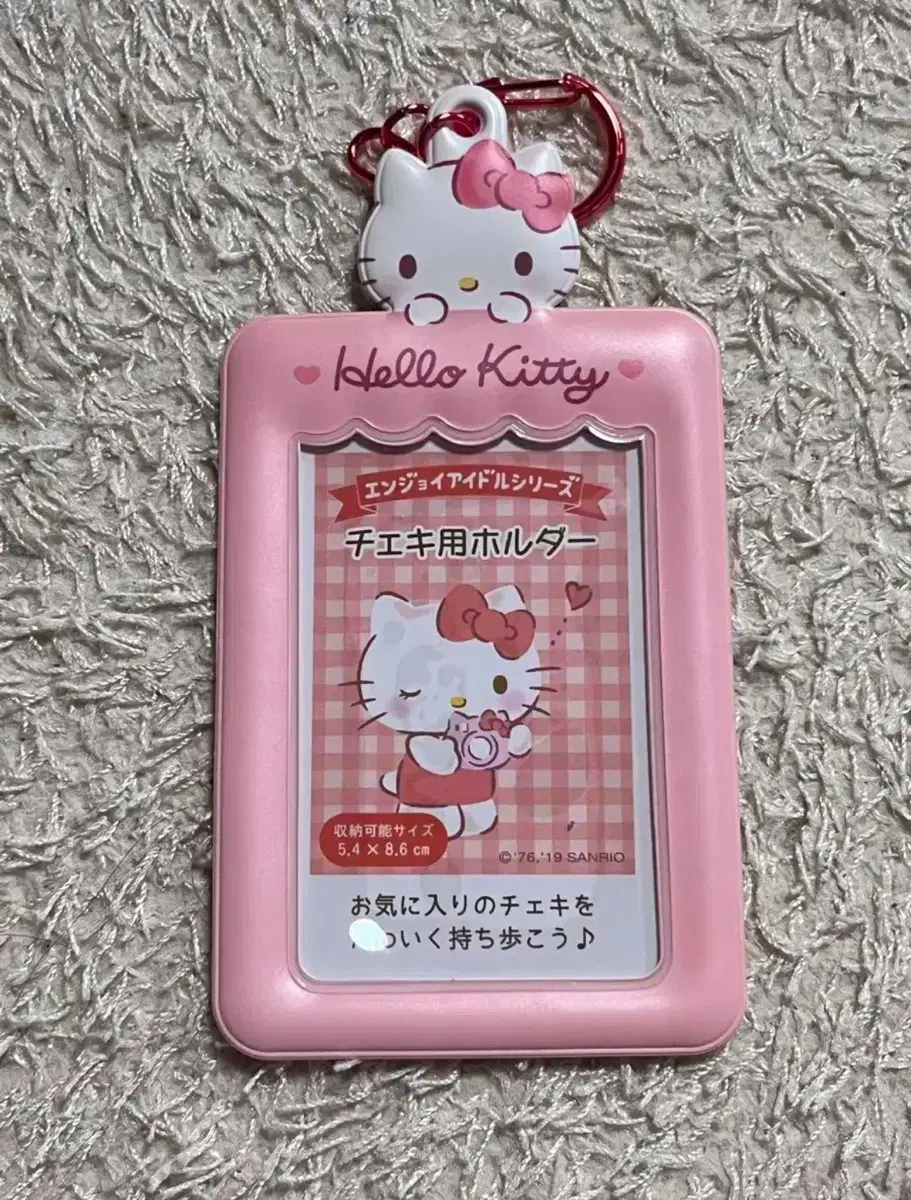 Hello Kitty
エンジョイアイドルシリーズ
チェキ用ホルダー
収納可能サイズ
5.4 × 8.6 cm
©'76,'19 SANRIO
お気に入りのチェキを
いく持ち歩こう♪